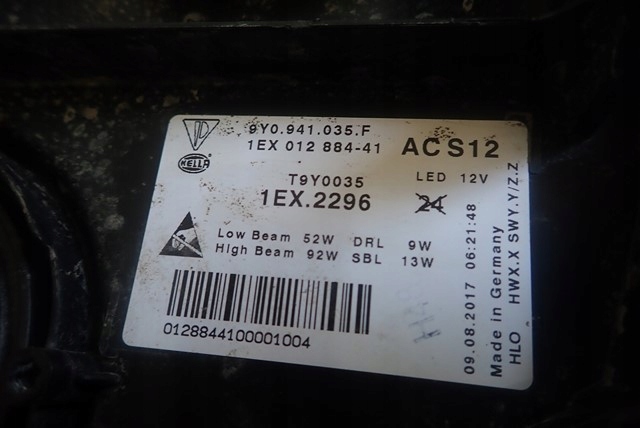 9Y0.941.035.F
1EX 012 884-41
AC S12
HELLA
T9Y0035
LED 12V
1EX.2296
24
Low Beam 52W DRL 9W
High Beam 92W SBL 13W
0128844100001004
09.08.2017 06:21:48
Made in Germany
HLO HWX.X SWY.Y/Z.Z